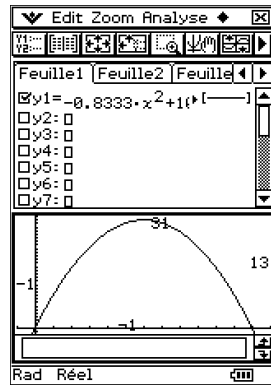 Edit Zoom Analyse
Feuille1 Feuille2 Feuille
y1=-0.8333·x²+1(
y2:
y3:
y4:
y5:
y6:
y7:
31
13
-1
-1
Rad Réel